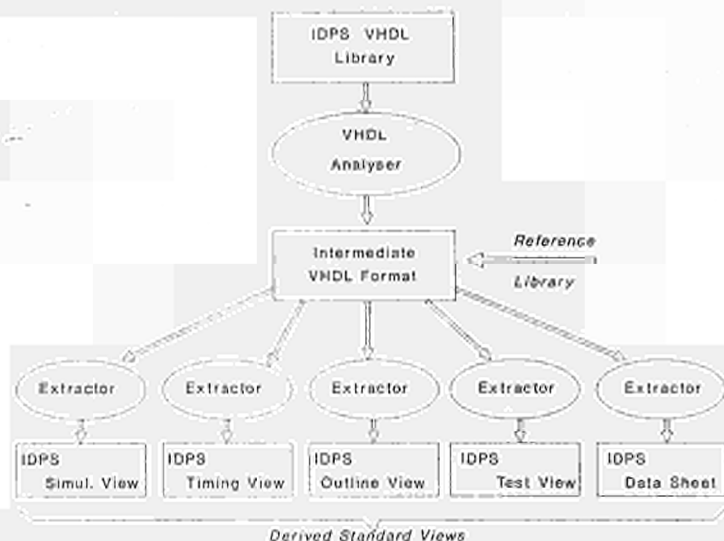 IDPS VHDL
Library
VHDL
Analyser
Intermediate
VHDL Format
Reference
Library
Extractor
Extractor
Extractor
Extractor
Extractor
IDPS
Simul. View
IDPS
Timing View
IDPS
Outline View
IDPS
Test View
IDPS
Data Sheet
Derived Standard Views